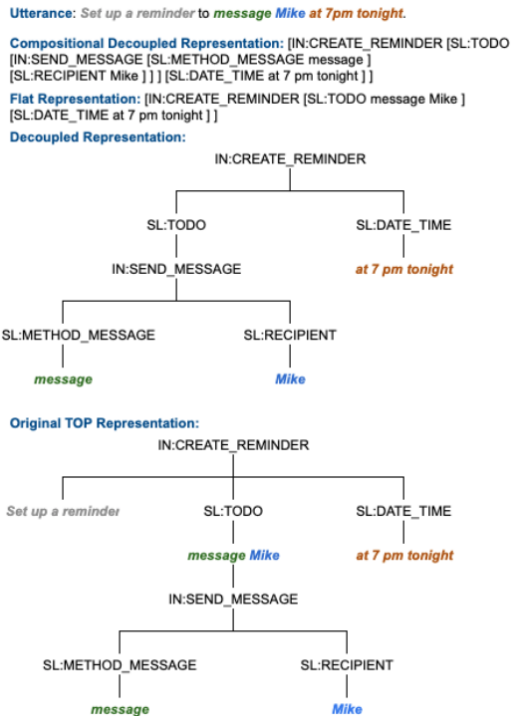 Utterance: Set up a reminder to message Mike at 7pm tonight.
Compositional Decoupled Representation: [IN:CREATE_REMINDER [SL:TODO
[IN:SEND_MESSAGE [SL:METHOD_MESSAGE message ]
[SL:RECIPIENT Mike ] ] ] [SL:DATE_TIME at 7 pm tonight ] ]
Flat Representation: [IN:CREATE_REMINDER [SL:TODO message Mike ]
[SL:DATE_TIME at 7 pm tonight ] ]
Decoupled Representation:
IN:CREATE_REMINDER
SL:TODO SL:DATE_TIME
IN:SEND_MESSAGE at 7 pm tonight
SL:METHOD_MESSAGE SL:RECIPIENT
message Mike
Original TOP Representation:
IN:CREATE_REMINDER
Set up a reminder SL:TODO SL:DATE_TIME
message Mike at 7 pm tonight
IN:SEND_MESSAGE
SL:METHOD_MESSAGE SL:RECIPIENT
message Mike